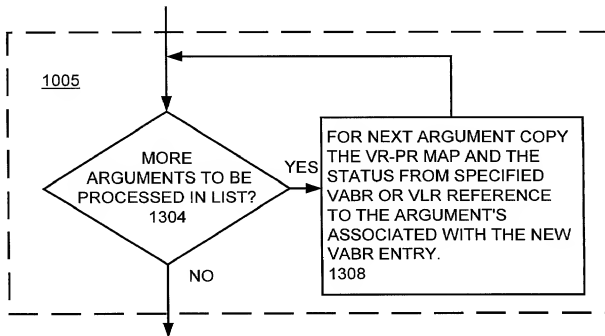 1005
MORE
ARGUMENTS TO BE
PROCESSED IN LIST?
1304
YES
NO
FOR NEXT ARGUMENT COPY
THE VR-PR MAP AND THE
STATUS FROM SPECIFIED
VABR OR VLR REFERENCE
TO THE ARGUMENT'S
ASSOCIATED WITH THE NEW
VABR ENTRY.
1308